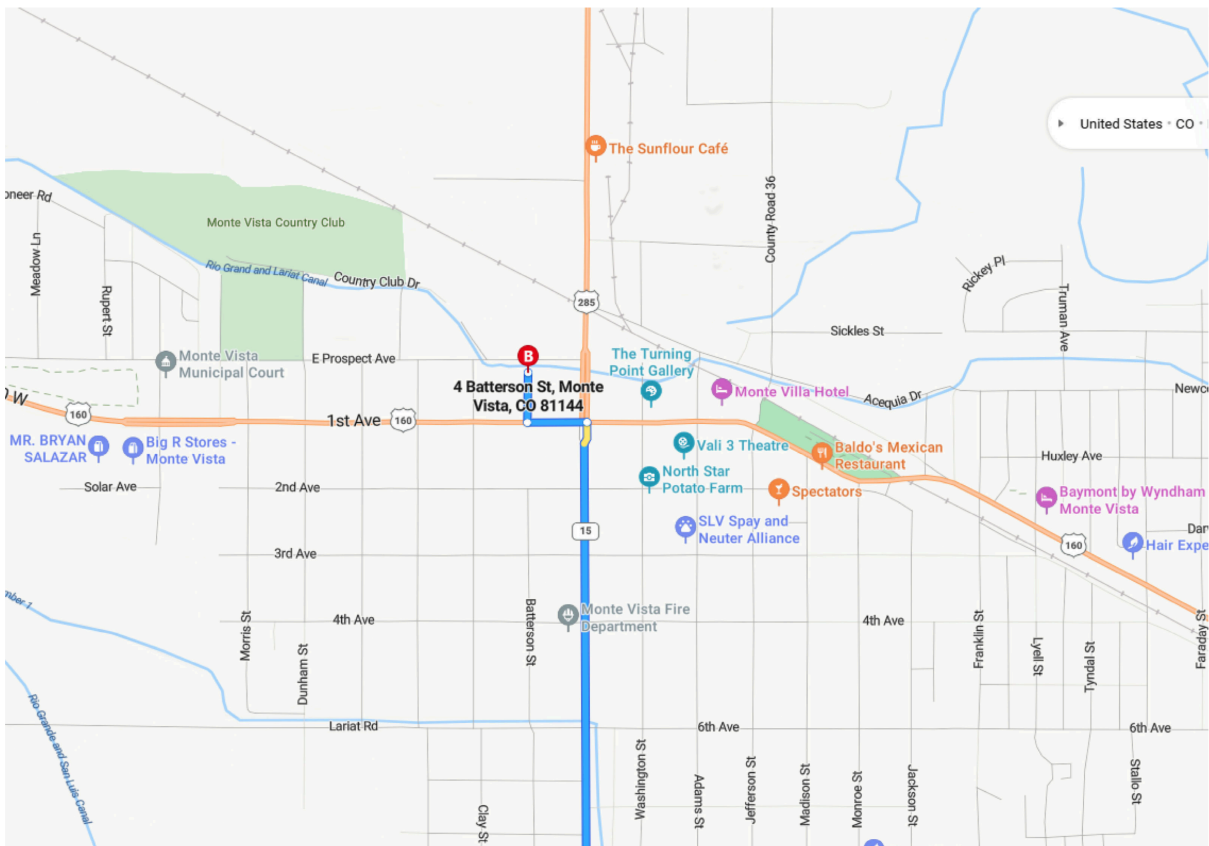 The Sunflour Café
United States • CO •
oneer Rd
Monte Vista Country Club
County Road 36
Meadow Ln
Rio Grand and Lariat Canal
Country Club Dr
Rickey Pl
Rupert St
285
Truman Ave
Sickles St
Monte Vista
Municipal Court
E Prospect Ave
B
The Turning
Point Gallery
4 Batterson St, Monte
Vista, CO 81144
Monte Villa Hotel
Acequia Dr
Newc
W
160
1st Ave
160
MR. BRYAN
SALAZAR
Big R Stores -
Monte Vista
Vali 3 Theatre
Baldo's Mexican
Restaurant
Huxley Ave
Solar Ave
2nd Ave
North Star
Potato Farm
Spectators
Baymont by Wyndham
Monte Vista
15
SLV Spay and
Neuter Alliance
160
Dar
Hair Expe
3rd Ave
mber 1
Morris St
4th Ave
Batterson St
Monte Vista Fire
Department
4th Ave
Franklin St
Lyell St
Tyndal St
Faraday St
Dunham St
Rio Grande and San Luis Canal
Lariat Rd
6th Ave
6th Ave
Washington St
Adams St
Jefferson St
Madison St
Monroe St
Jackson St
Stallo St
Clay St